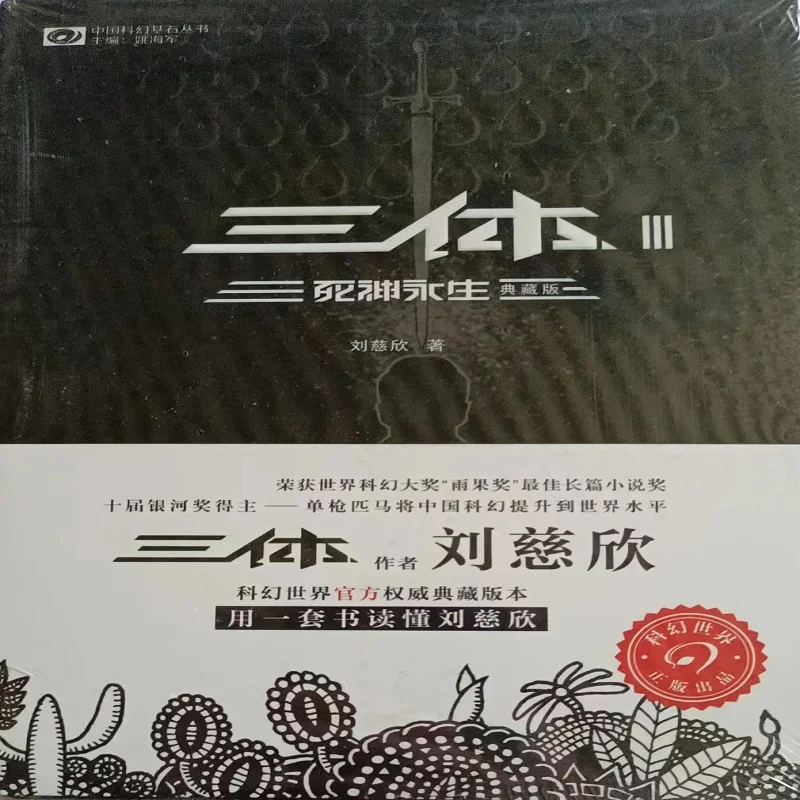 中国科幻基石丛书
主编：姚海军
三体 III
死神永生 典藏版
刘慈欣 著
荣获世界科幻大奖“雨果奖”最佳长篇小说奖
十届银河奖得主——单枪匹马将中国科幻提升到世界水平
三体 作者 刘慈欣
科幻世界官方权威典藏版本
用一套书读懂刘慈欣
科幻世界
正版出品